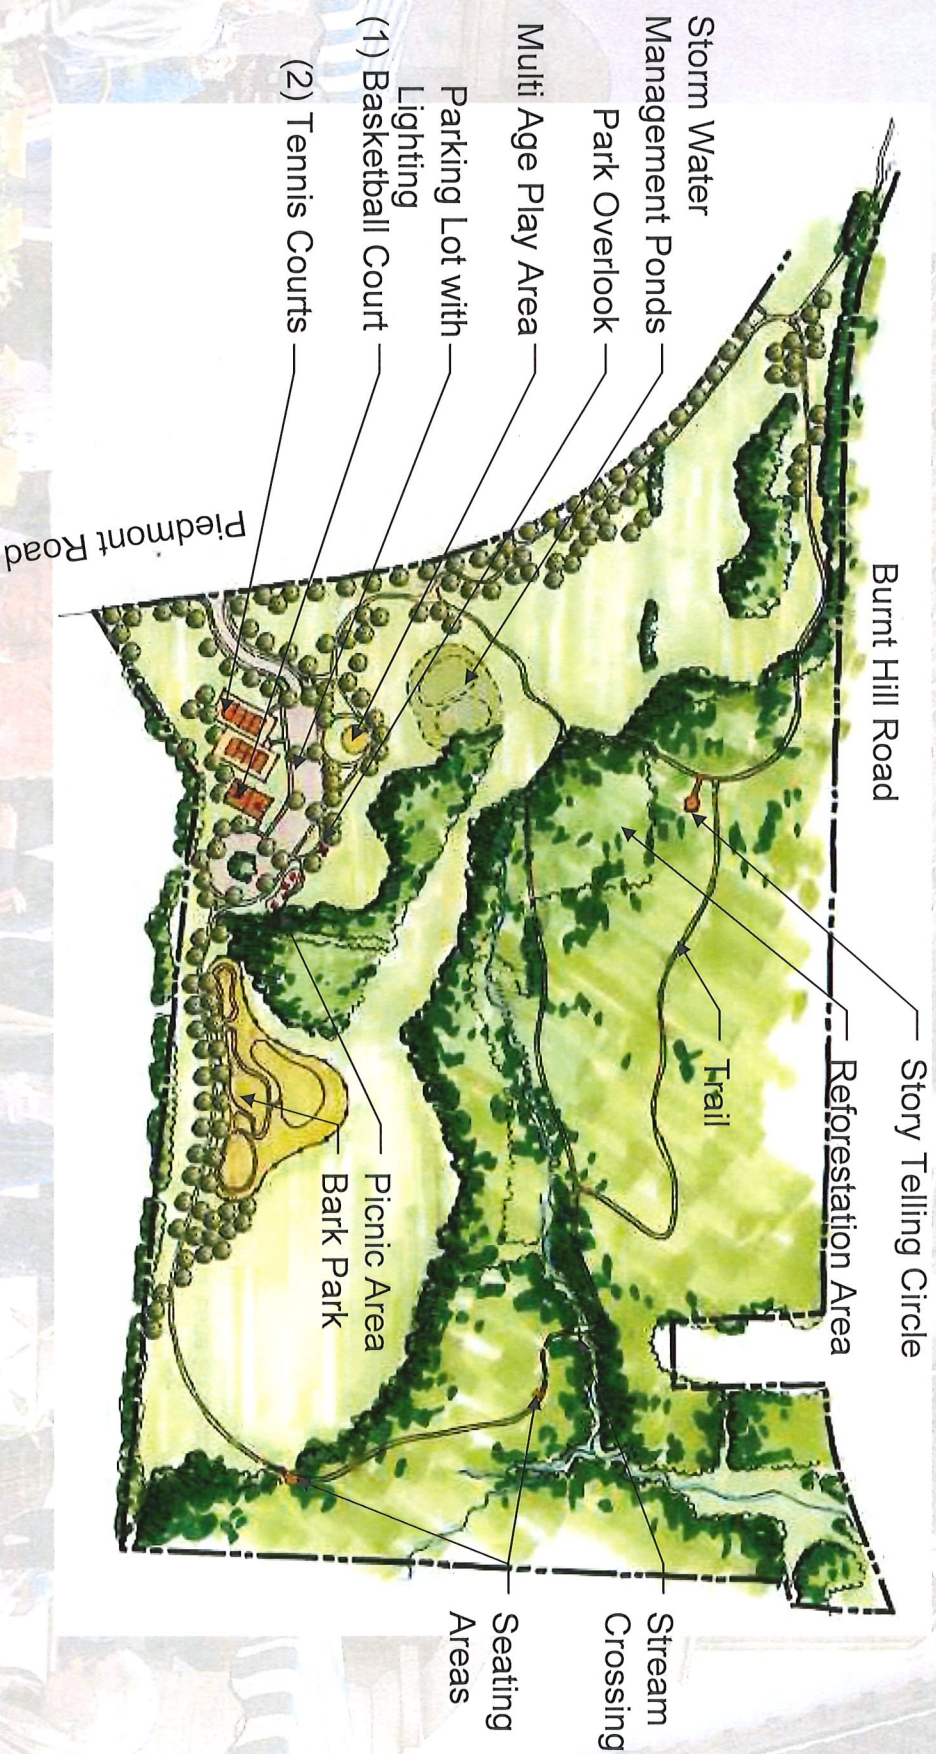 Storm Water
Management Ponds
Park Overlook
Multi Age Play Area
Parking Lot with
Lighting
(1) Basketball Court
(2) Tennis Courts
Piedmont Road
Burnt Hill Road
Story Telling Circle
Reforestation Area
Trail
Picnic Area
Bark Park
Stream
Crossing
Seating
Areas